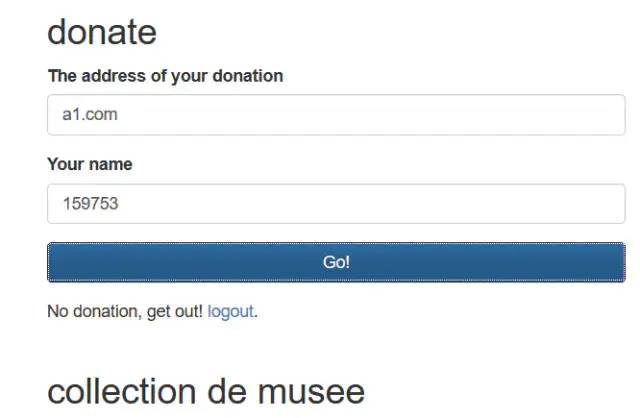 donate
The address of your donation
a1.com
Your name
159753
Go!
No donation, get out! logout.
collection de musee